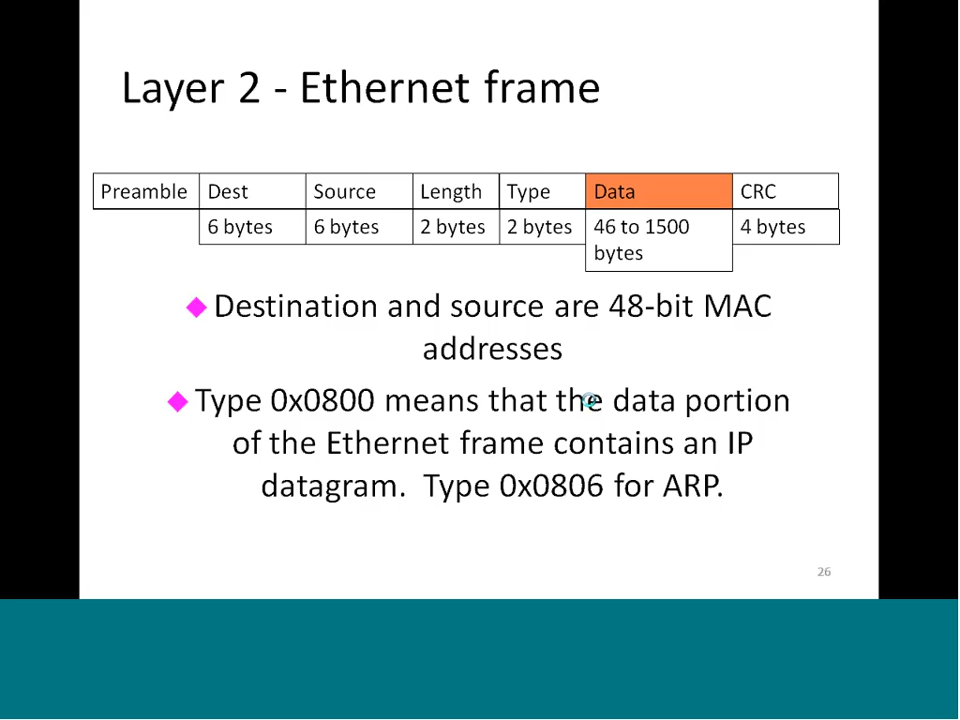 Layer 2 - Ethernet frame
Preamble Dest Source Length Type Data CRC
6 bytes 6 bytes 2 bytes 2 bytes 46 to 1500 4 bytes
bytes
Destination and source are 48-bit MAC
addresses
Type 0x0800 means that the data portion
of the Ethernet frame contains an IP
datagram. Type 0x0806 for ARP.
26